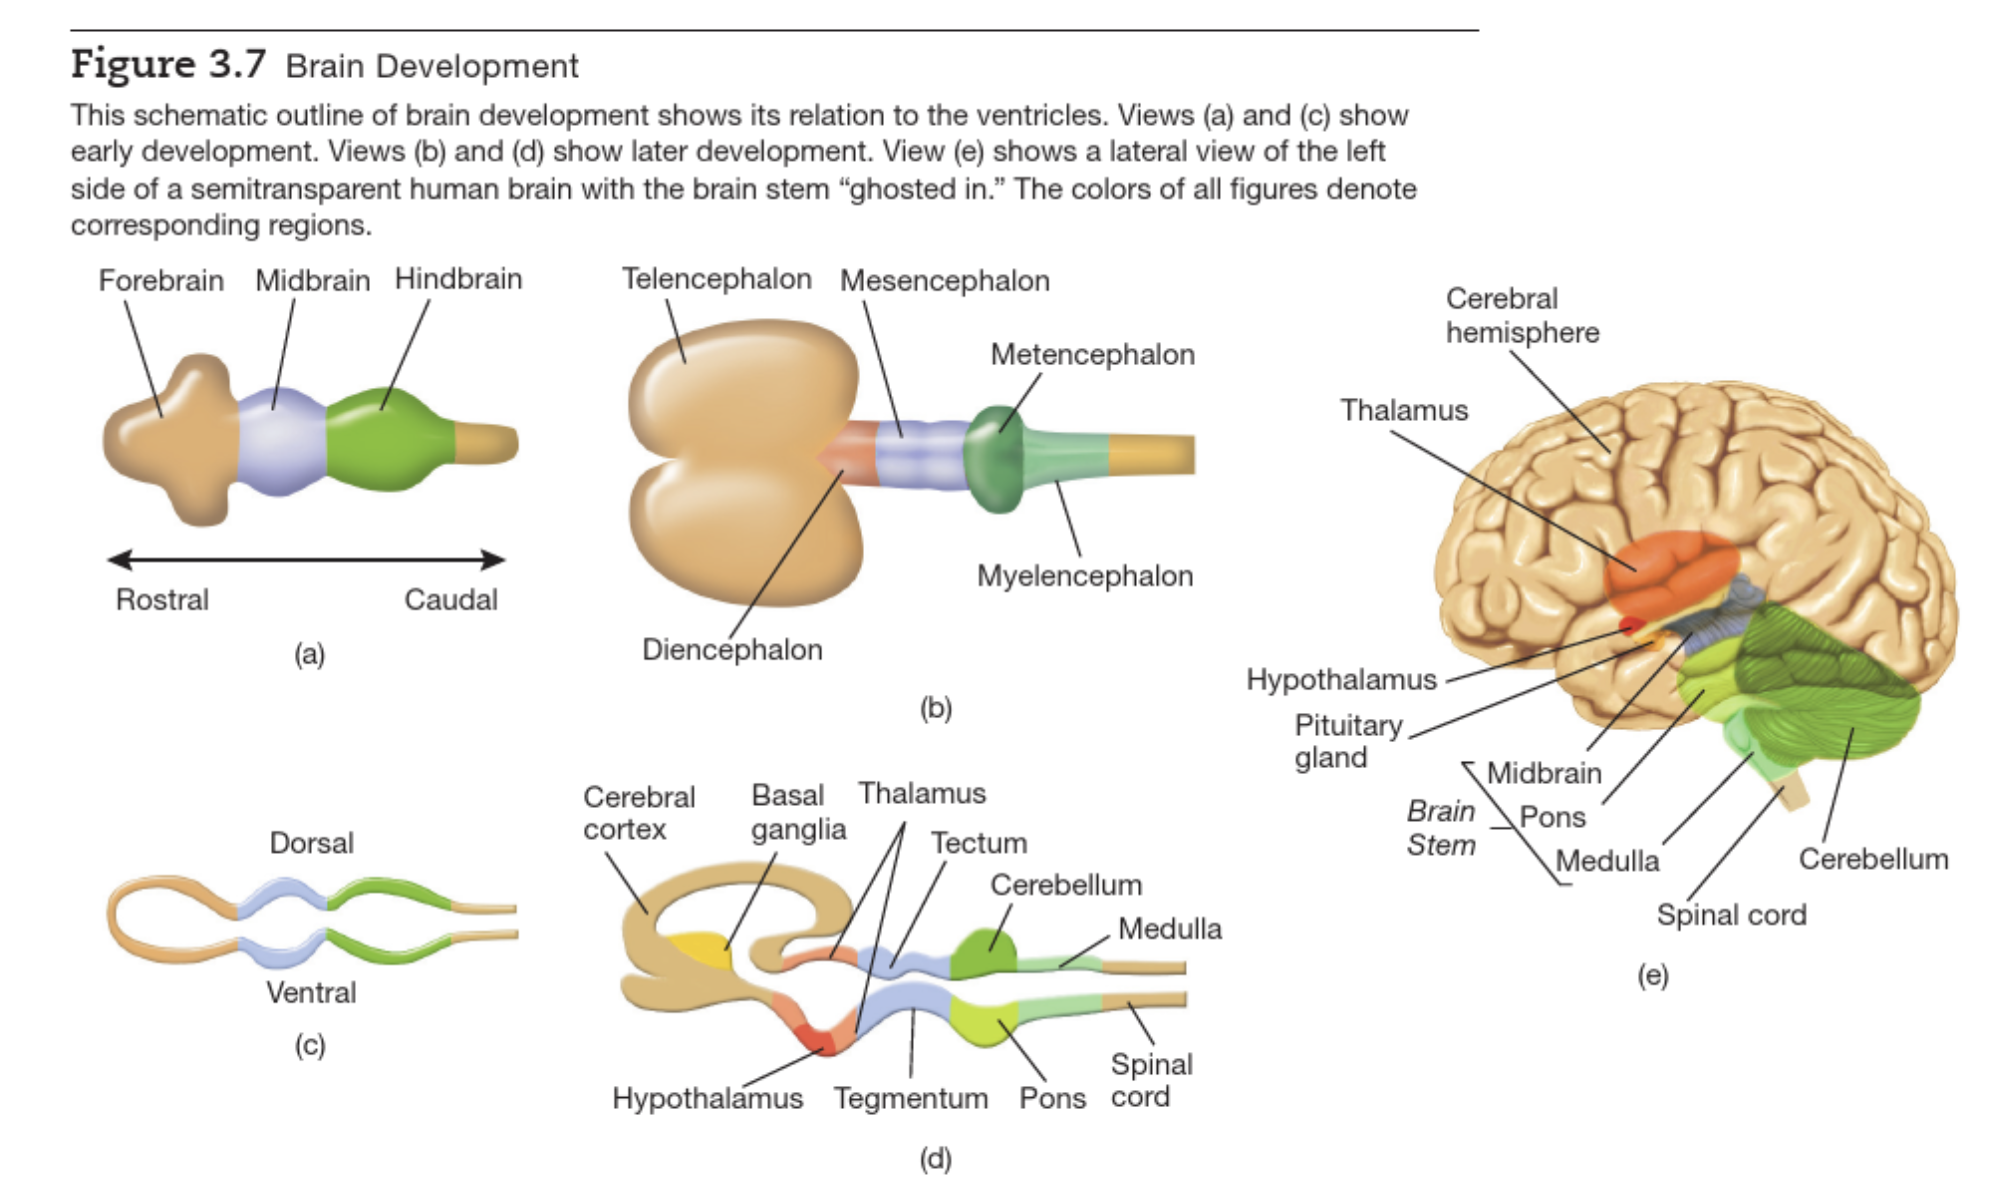 Figure 3.7 Brain Development
This schematic outline of brain development shows its relation to the ventricles. Views (a) and (c) show
early development. Views (b) and (d) show later development. View (e) shows a lateral view of the left
side of a semitransparent human brain with the brain stem “ghosted in.” The colors of all figures denote
corresponding regions.
Forebrain
Midbrain
Hindbrain
Rostral
Caudal
(a)
Telencephalon
Mesencephalon
Metencephalon
Myelencephalon
Diencephalon
(b)
Dorsal
Ventral
(c)
Cerebral
cortex
Basal
ganglia
Thalamus
Tectum
Cerebellum
Medulla
Hypothalamus
Tegmentum
Pons
Spinal
cord
(d)
Cerebral
hemisphere
Thalamus
Hypothalamus
Pituitary
gland
Brain
Stem
Midbrain
Pons
Medulla
Spinal cord
Cerebellum
(e)